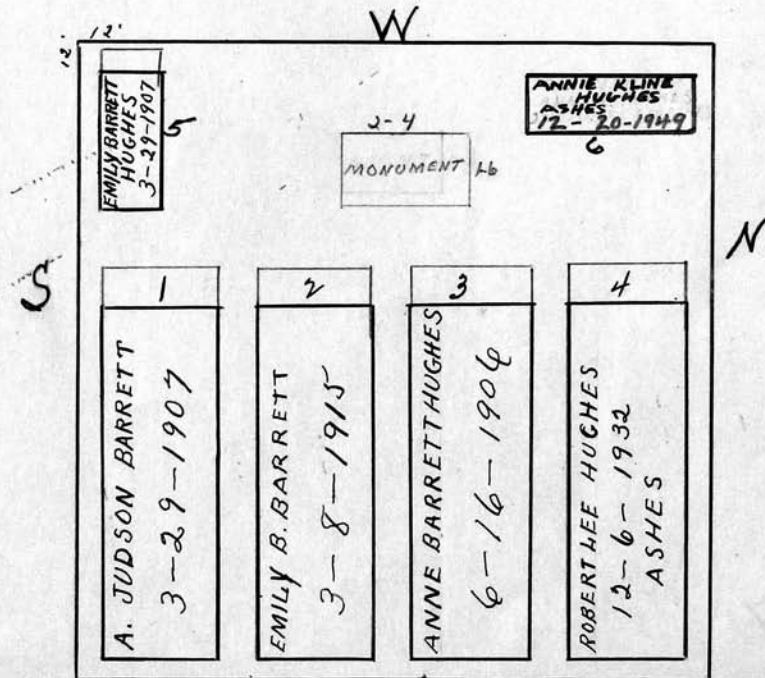 W
12'
12'
EMILY BARRETT
HUGHES
3-29-1907
5
2-4
MONUMENT
1-6
ANNIE KLINE
HUGHES
ASHES
12-20-1949
6
S
N
1
A. JUDSON BARRETT
3-29-1907
2
EMILY B. BARRETT
3-8-1915
3
ANNE BARRETT HUGHES
6-16-1906
4
ROBERT LEE HUGHES
12-6-1932
ASHES